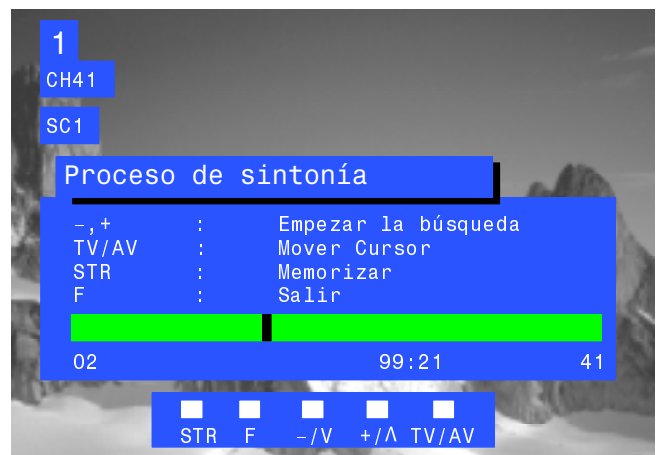 1
CH41
SC1
Proceso de sintonía
–,+ : Empezar la búsqueda
TV/AV : Mover Cursor
STR : Memorizar
F : Salir
02 99:21 41
STR F –/V +/Λ TV/AV